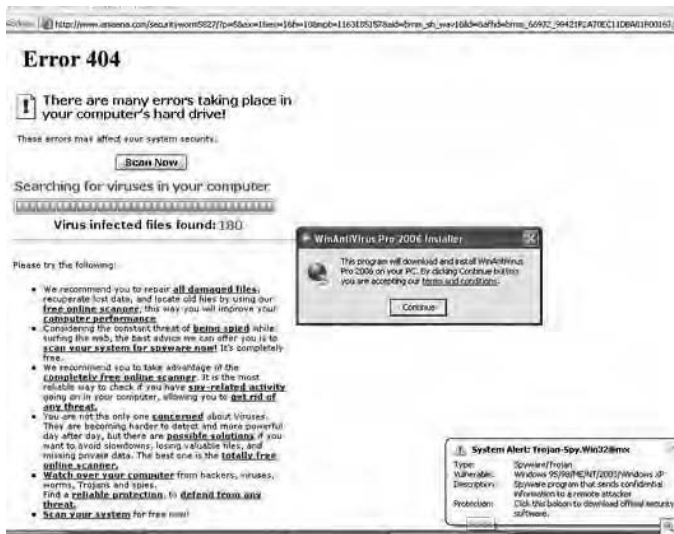 Error 404
There are many errors taking place in
your computer's hard drive!
These errors may affect your system security.
Scan Now
Searching for viruses in your computer
Virus infected files found: 180
Please try the following:
We recommend you to repair all damaged files,
recuperate lost data, and locate old files by using our
free online scanner, this way you will improve your
computer performance
Considering the constant threat of being spied while
surfing the web, the best advice we can offer you is to
scan your system for spyware now! It's completely
free.
We recommend you to take advantage of the
completely free online scanner. It is the most
reliable way to check if you have spy-related activity
going on in your computer, allowing you to get rid of
any threat.
You are not the only one concerned about Viruses.
They are becoming harder to detect and more powerful
day after day, but there are possible solutions if you
want to avoid slowdowns, losing valuable files, and
missing private data. The best one is the totally free
online scanner.
Watch over your computer from hackers, viruses,
worms, Trojans and spies.
Find a reliable protection, to defend from any
threat.
Scan your system for free now!
WinAntiVirus Pro 2006 Installer
This program will download and install WinAntiVirus
Pro 2006 on your PC. By clicking Continue button
you are accepting our terms and conditions.
Continue
System Alert: Trojan-Spy.Win32@mx
Type: Spyware/Trojan
Vulnerable: Windows 95/98/ME/NT/2003/Windows XP
Description: Spyware program that sends confidential
information to a remote attacker
Protection: Click this baloon to download official security
software.